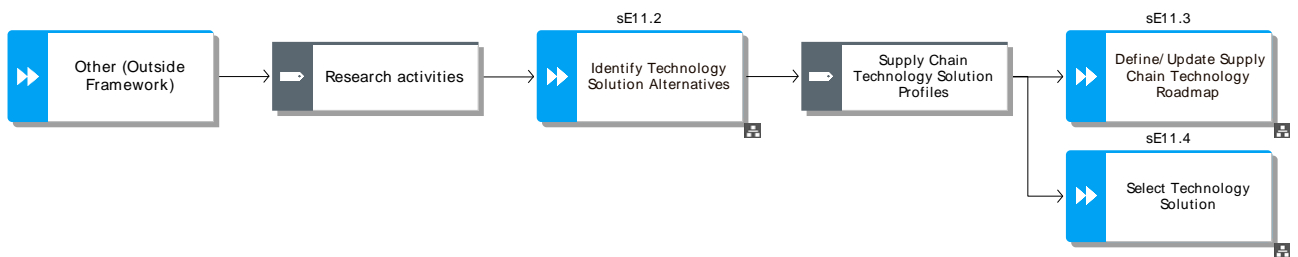 sE11.2
sE11.3
Other (Outside
Framework)
Research activities
Identify Technology
Solution Alternatives
Supply Chain
Technology Solution
Profiles
Define/ Update Supply
Chain Technology
Roadmap
sE11.4
Select Technology
Solution